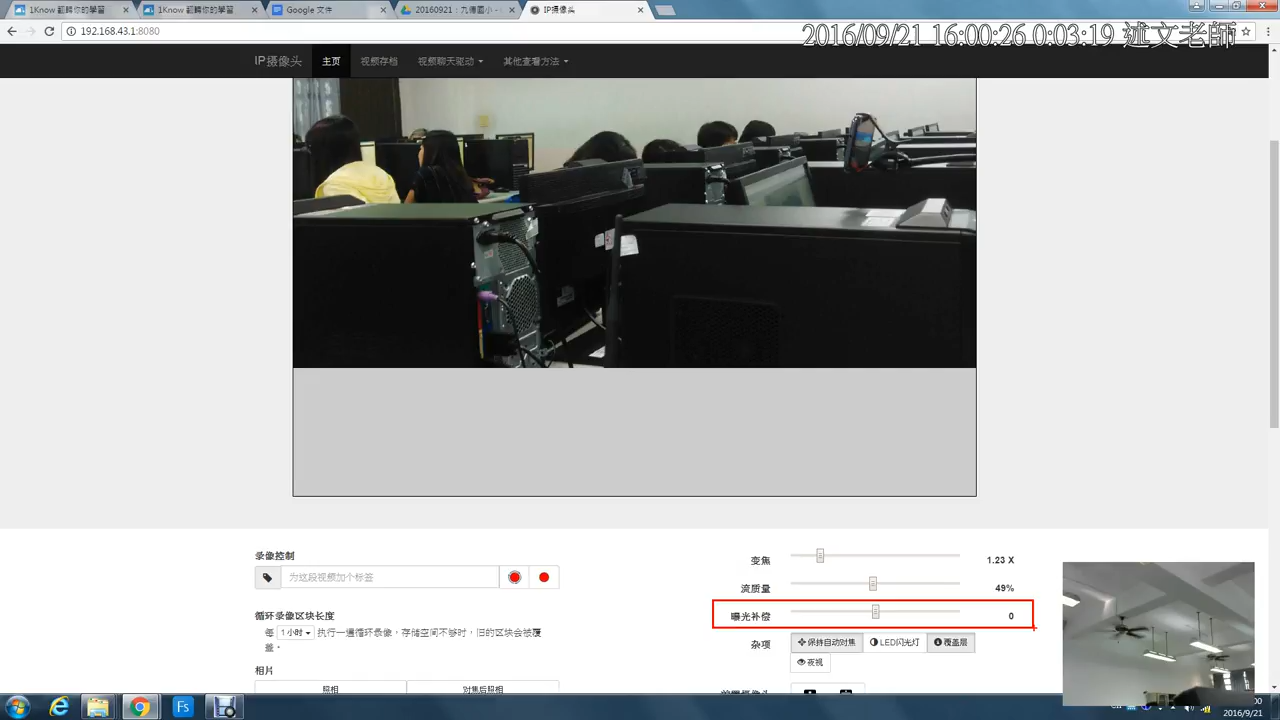 1Know 翻轉你的學習
1Know 翻轉你的學習
Google 文件
20160921：九德國小 -
IP摄像头
192.168.43.1:8080
2016/09/21 16:00:26 0:03:19 述文老師
IP摄像头 主页 视频存档 视频聊天驱动 其他查看方法
录像控制
为这段视频加个标签
循环录像区块长度
每 1 小时 执行一遍循环录像，存储空间不够时，旧的区块会被覆
盖。
相片
照相 对焦后照相
变焦 1.23 X
流质量 49%
曝光补偿 0
杂项 保持自动对焦 LED闪光灯 覆盖层
夜视
Fs
2016/9/21